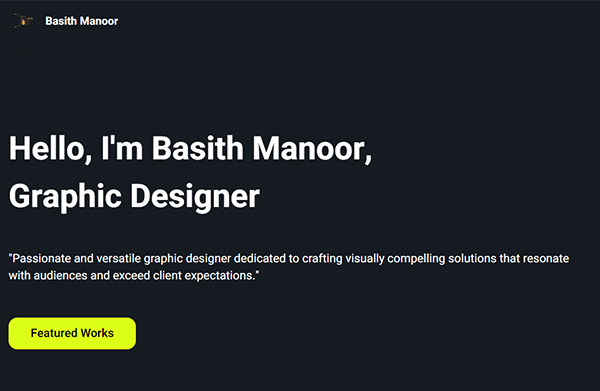 Basith Manoor
Hello, I'm Basith Manoor,
Graphic Designer
"Passionate and versatile graphic designer dedicated to crafting visually compelling solutions that resonate
with audiences and exceed client expectations."
Featured Works